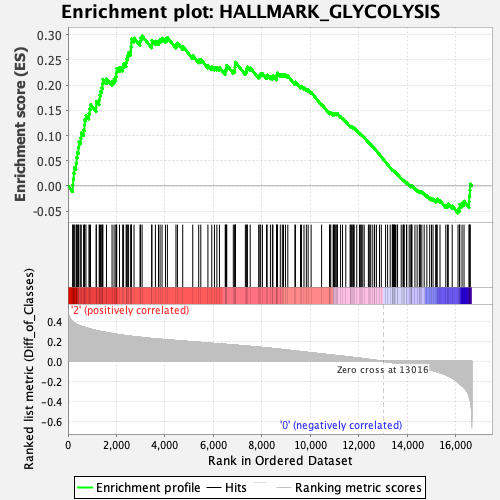 Enrichment plot: HALLMARK_GLYCOLYSIS
Enrichment score (ES)
0.30
0.25
0.20
0.15
0.10
0.05
0.00
-0.05
'2' (positively correlated)
Ranked list metric (Diff_of_Classes)
0.4
0.2
0.0
-0.2
-0.4
-0.6
Zero cross at 13016
'0' (negatively correlated)
0
2,000
4,000
6,000
8,000
10,000
12,000
14,000
16,000
Rank in Ordered Dataset
Enrichment profile
Hits
Ranking metric scores